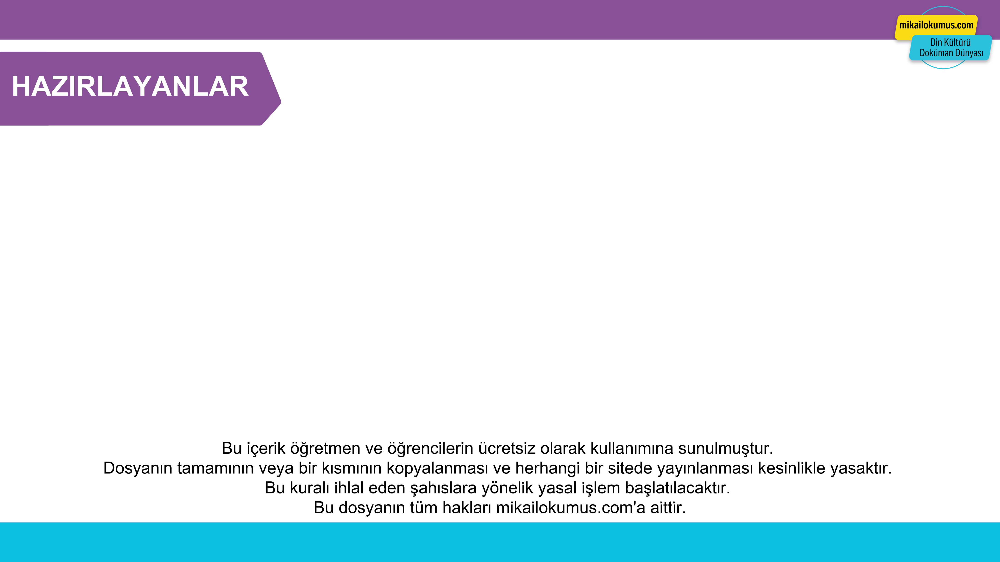 mikailokumus.com
Din Kültürü
Doküman Dünyası
HAZIRLAYANLAR
Bu içerik öğretmen ve öğrencilerin ücretsiz olarak kullanımına sunulmuştur.
Dosyanın tamamının veya bir kısmının kopyalanması ve herhangi bir sitede yayınlanması kesinlikle yasaktır.
Bu kuralı ihlal eden şahıslara yönelik yasal işlem başlatılacaktır.
Bu dosyanın tüm hakları mikailokumus.com'a aittir.